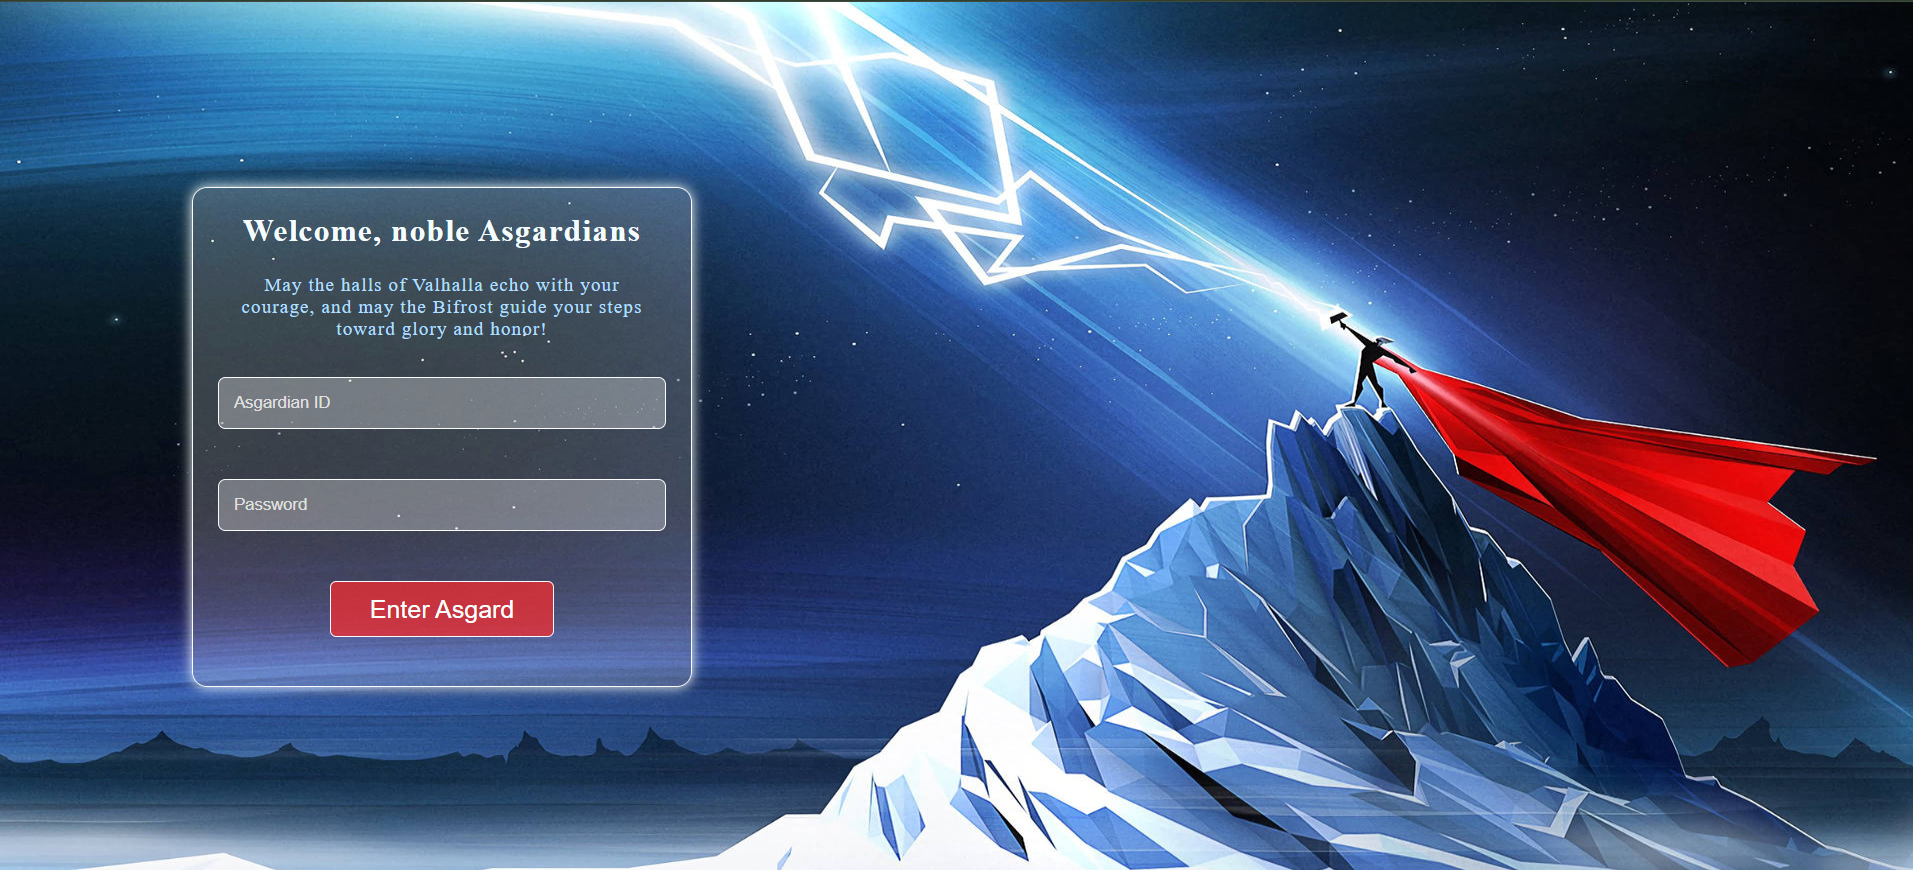 Welcome, noble Asgardians
May the halls of Valhalla echo with your
courage, and may the Bifrost guide your steps
toward glory and honor!
Asgardian ID
Password
Enter Asgard